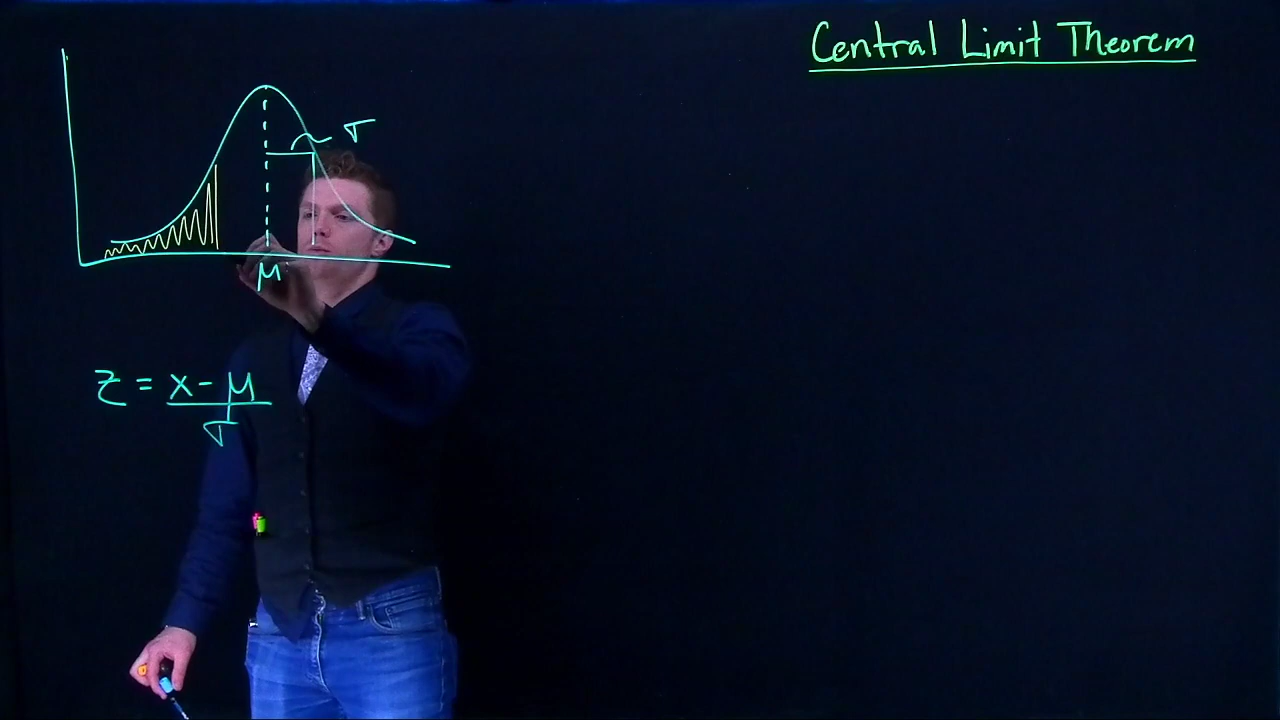 Central Limit Theorem
σ
μ
z = x - μ
σ